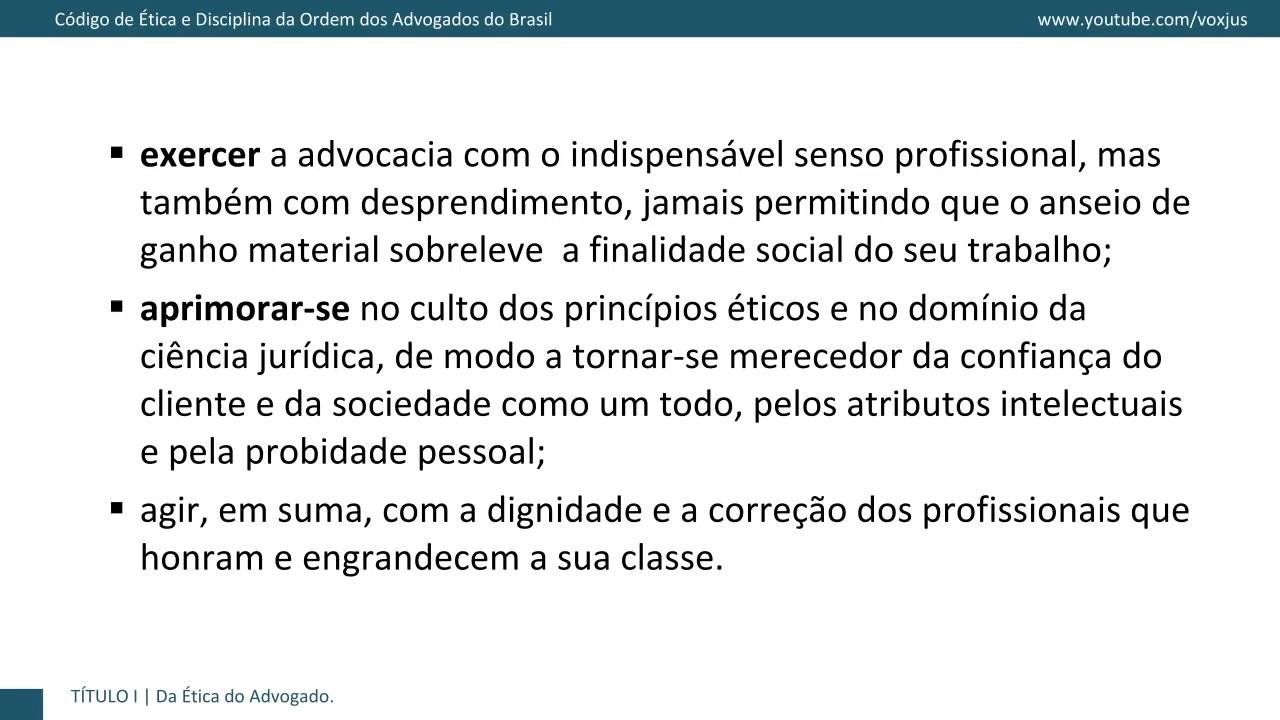 Código de Ética e Disciplina da Ordem dos Advogados do Brasil
www.youtube.com/voxjus
▪ exercer a advocacia com o indispensável senso profissional, mas
também com desprendimento, jamais permitindo que o anseio de
ganho material sobreleve  a finalidade social do seu trabalho;
▪ aprimorar-se no culto dos princípios éticos e no domínio da
ciência jurídica, de modo a tornar-se merecedor da confiança do
cliente e da sociedade como um todo, pelos atributos intelectuais
e pela probidade pessoal;
▪ agir, em suma, com a dignidade e a correção dos profissionais que
honram e engrandecem a sua classe.
TÍTULO I | Da Ética do Advogado.